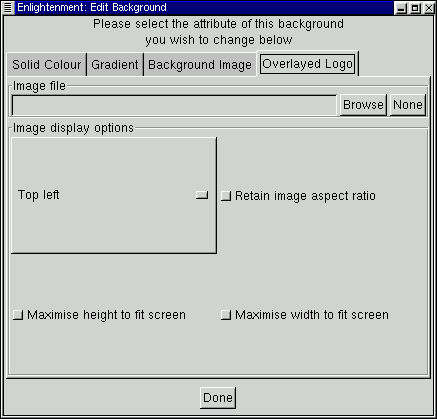 Enlightenment: Edit Background
Please select the attribute of this background
you wish to change below
Solid Colour Gradient Background Image Overlayed Logo
Image file
Browse None
Image display options
Top left
Retain image aspect ratio
Maximise height to fit screen Maximise width to fit screen
Done